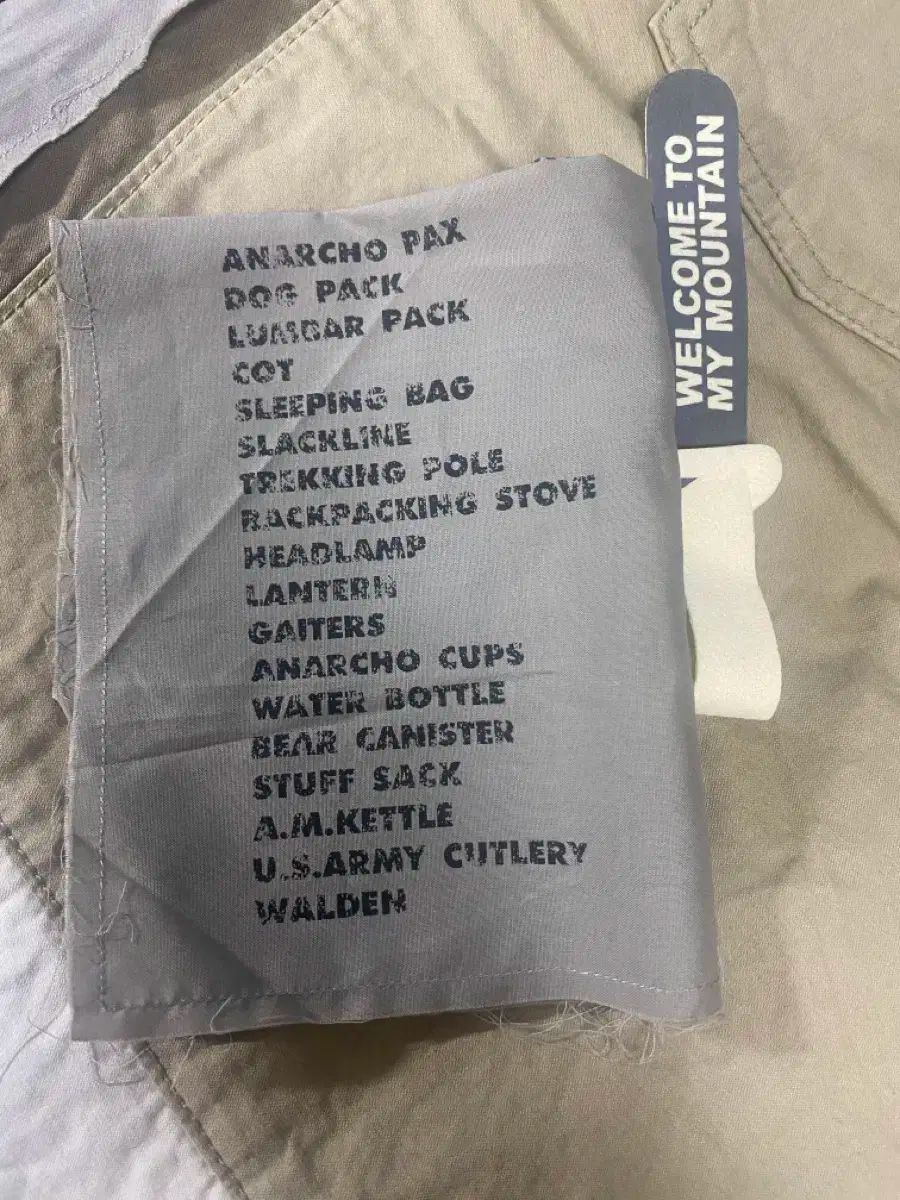 ANARCHO PAX
DOG PACK
LUMBAR PACK
COT
SLEEPING BAG
SLACKLINE
TREKKING POLE
BACKPACKING STOVE
HEADLAMP
LANTERN
GAITERS
ANARCHO CUPS
WATER BOTTLE
BEAR CANISTER
STUFF SACK
A.M.KETTLE
U.S.ARMY CUTLERY
WALDEN
WELCOME TO
MY MOUNTAIN